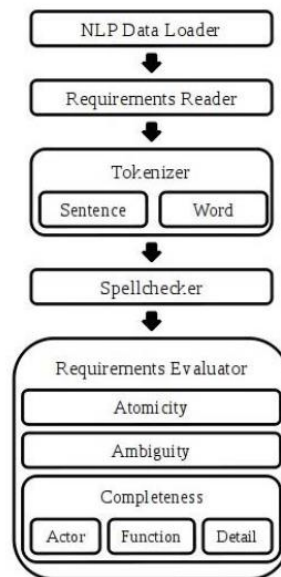 NLP Data Loader
Requirements Reader
Tokenizer
Sentence Word
Spellchecker
Requirements Evaluator
Atomicity
Ambiguity
Completeness
Actor Function Detail